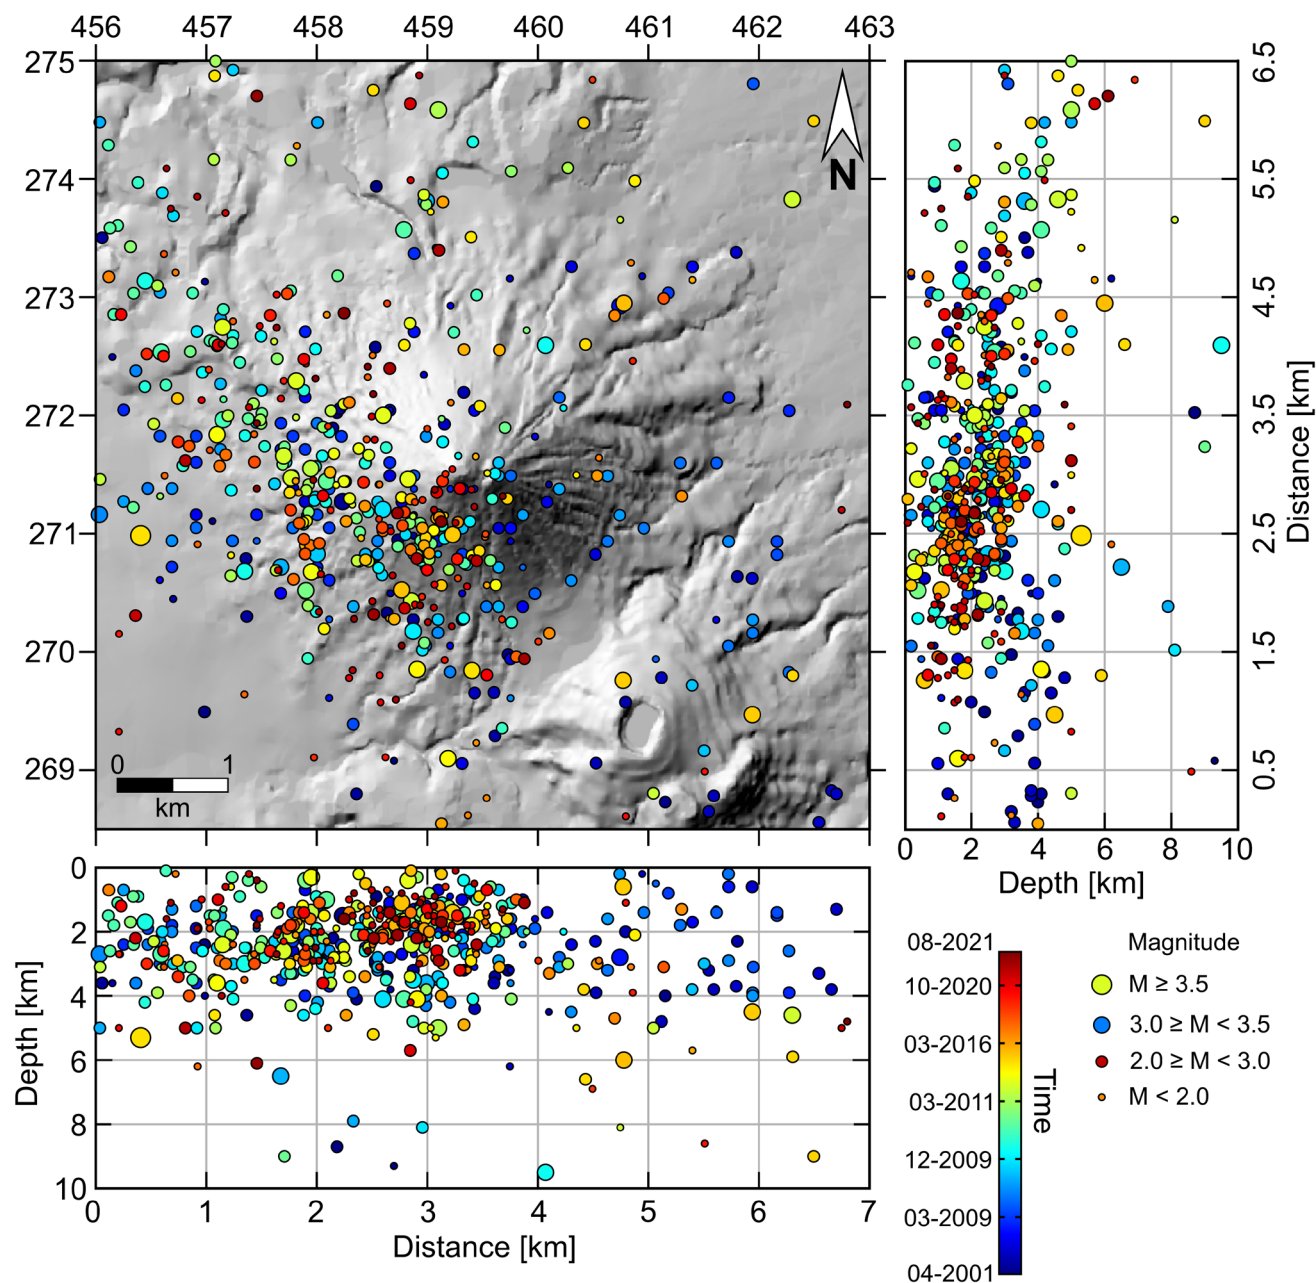 456 457 458 459 460 461 462 463
275
274
273
272
271
270
269
N
0 1
km
6.5
5.5
4.5
3.5
2.5
1.5
0.5
Distance [km]
0 2 4 6 8 10
Depth [km]
0
2
4
6
8
10
Depth [km]
0 1 2 3 4 5 6 7
Distance [km]
08-2021
10-2020
03-2016
03-2011
12-2009
03-2009
04-2001
Time
Magnitude
M ≥ 3.5
3.0 ≥ M < 3.5
2.0 ≥ M < 3.0
M < 2.0